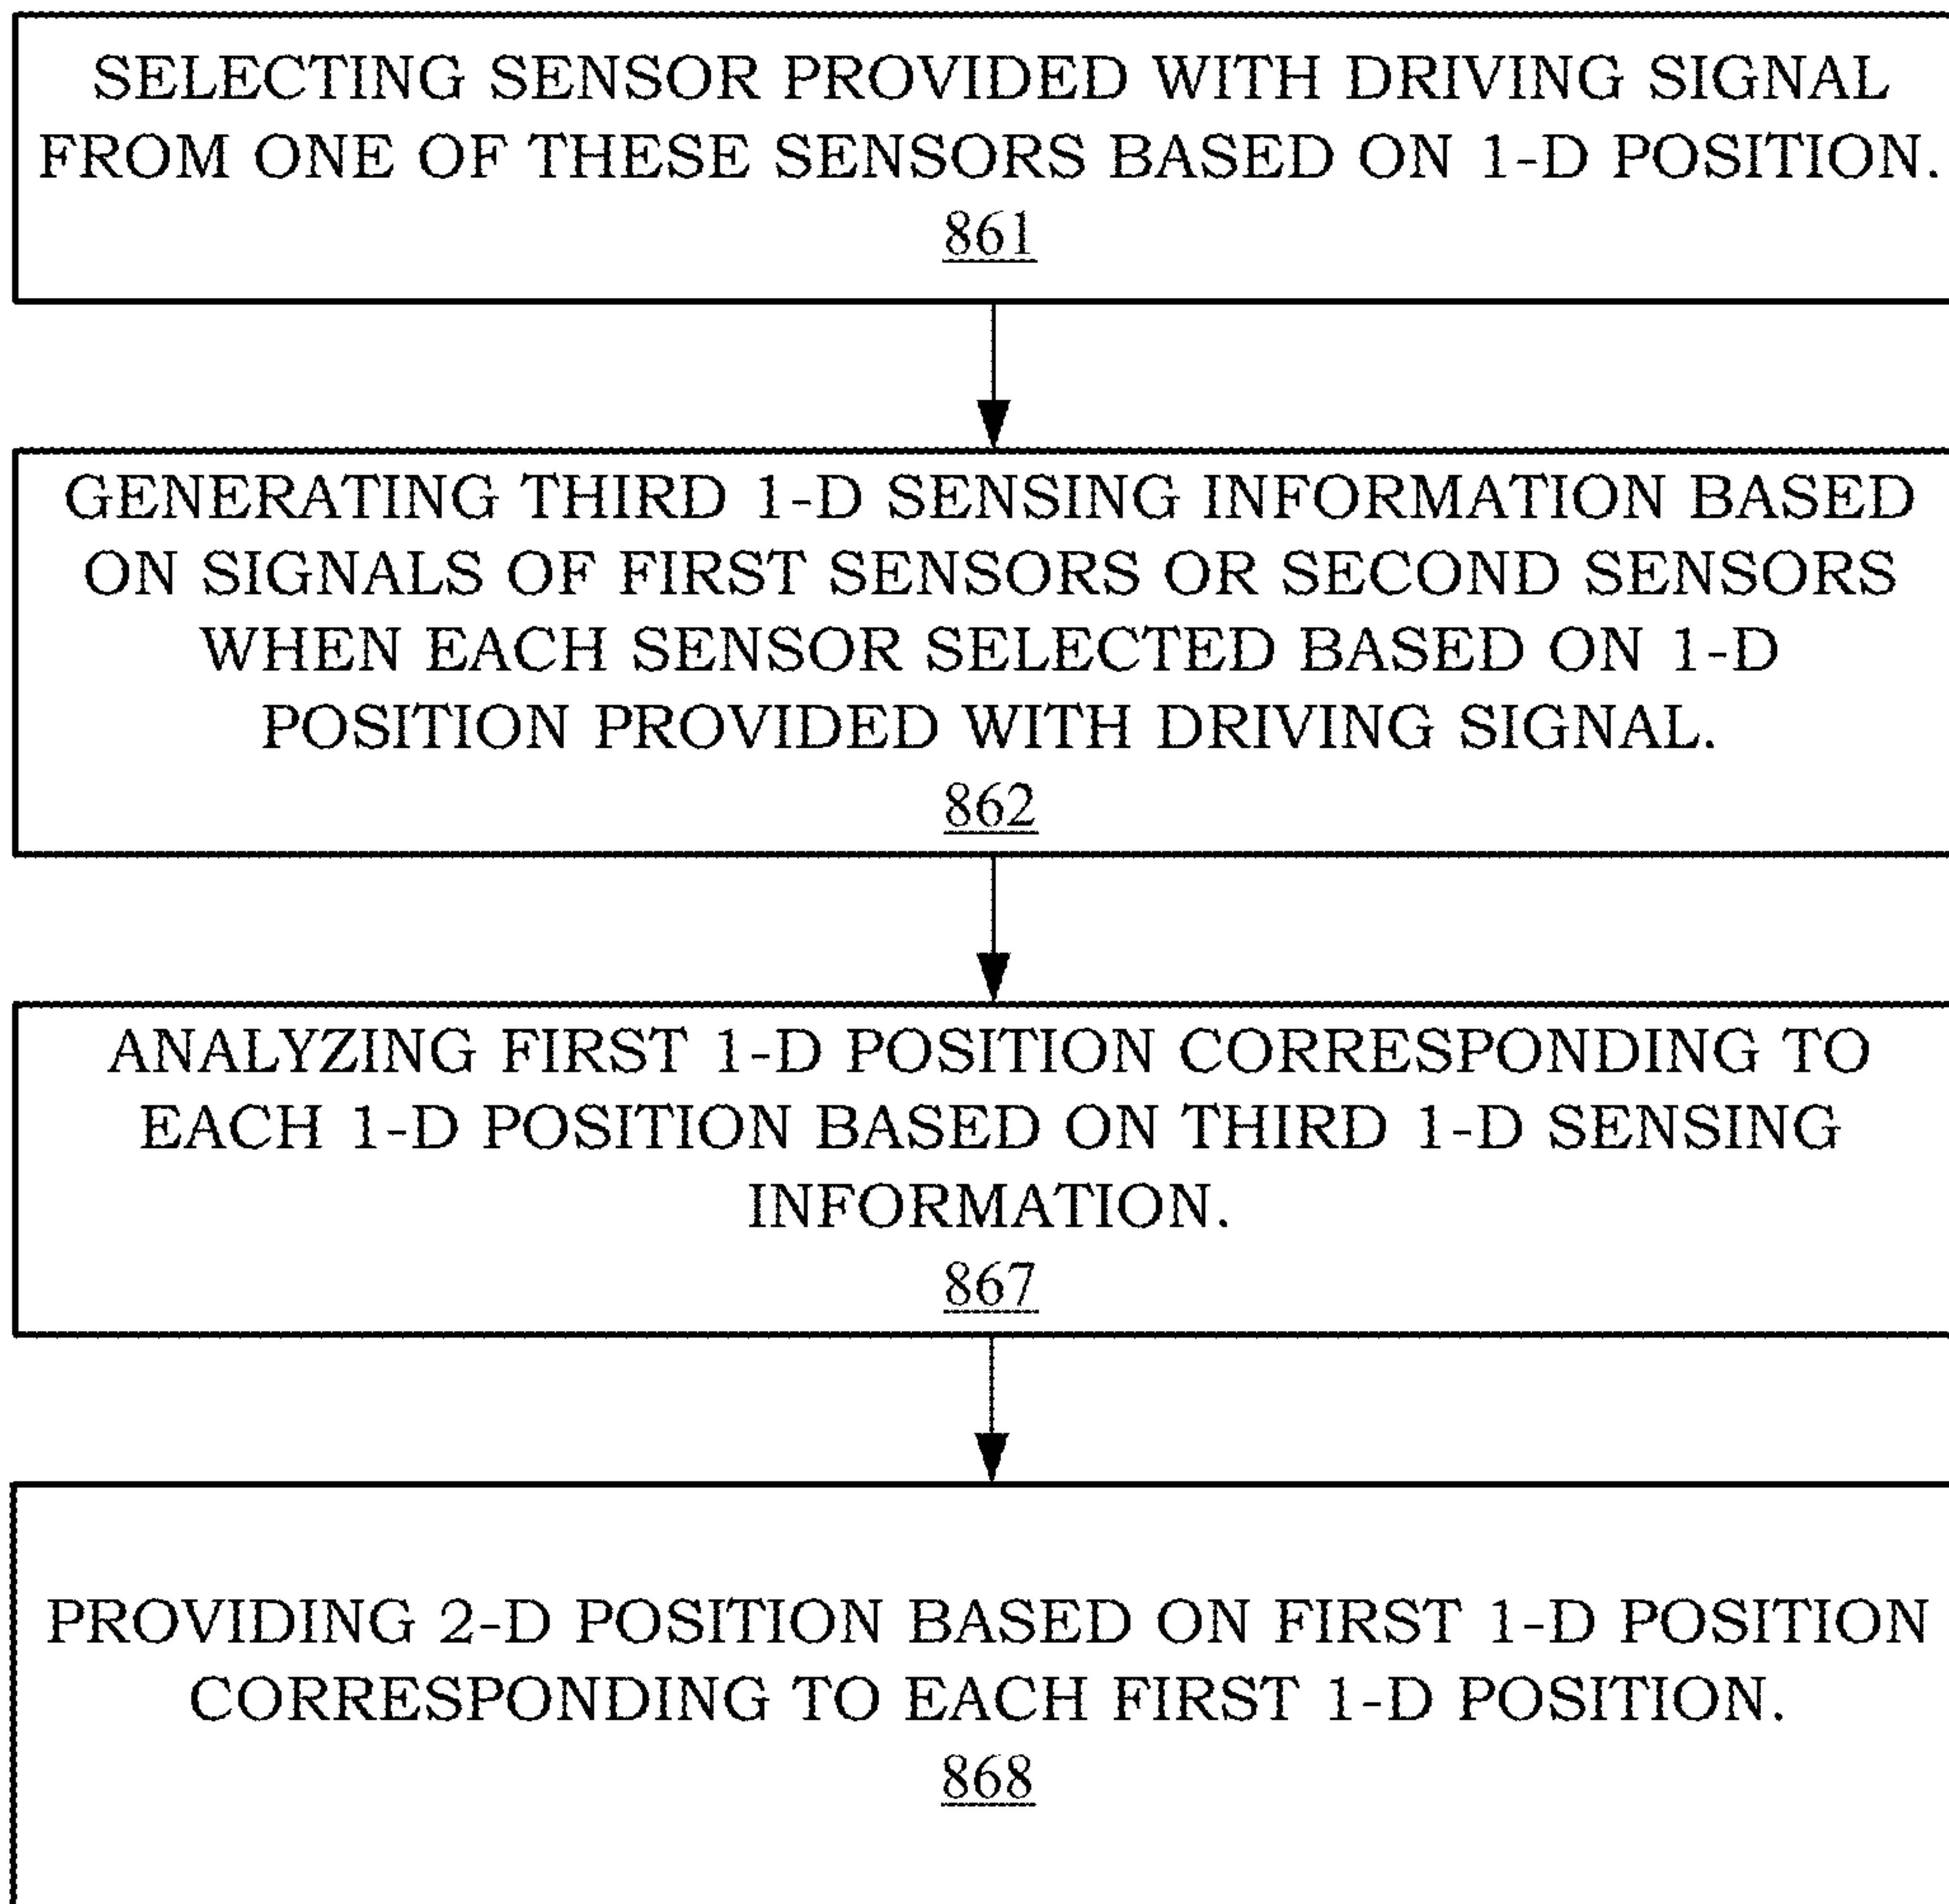 SELECTING SENSOR PROVIDED WITH DRIVING SIGNAL
FROM ONE OF THESE SENSORS BASED ON 1-D POSITION.
861
GENERATING THIRD 1-D SENSING INFORMATION BASED
ON SIGNALS OF FIRST SENSORS OR SECOND SENSORS
WHEN EACH SENSOR SELECTED BASED ON 1-D
POSITION PROVIDED WITH DRIVING SIGNAL.
862
ANALYZING FIRST 1-D POSITION CORRESPONDING TO
EACH 1-D POSITION BASED ON THIRD 1-D SENSING
INFORMATION.
867
PROVIDING 2-D POSITION BASED ON FIRST 1-D POSITION
CORRESPONDING TO EACH FIRST 1-D POSITION.
868